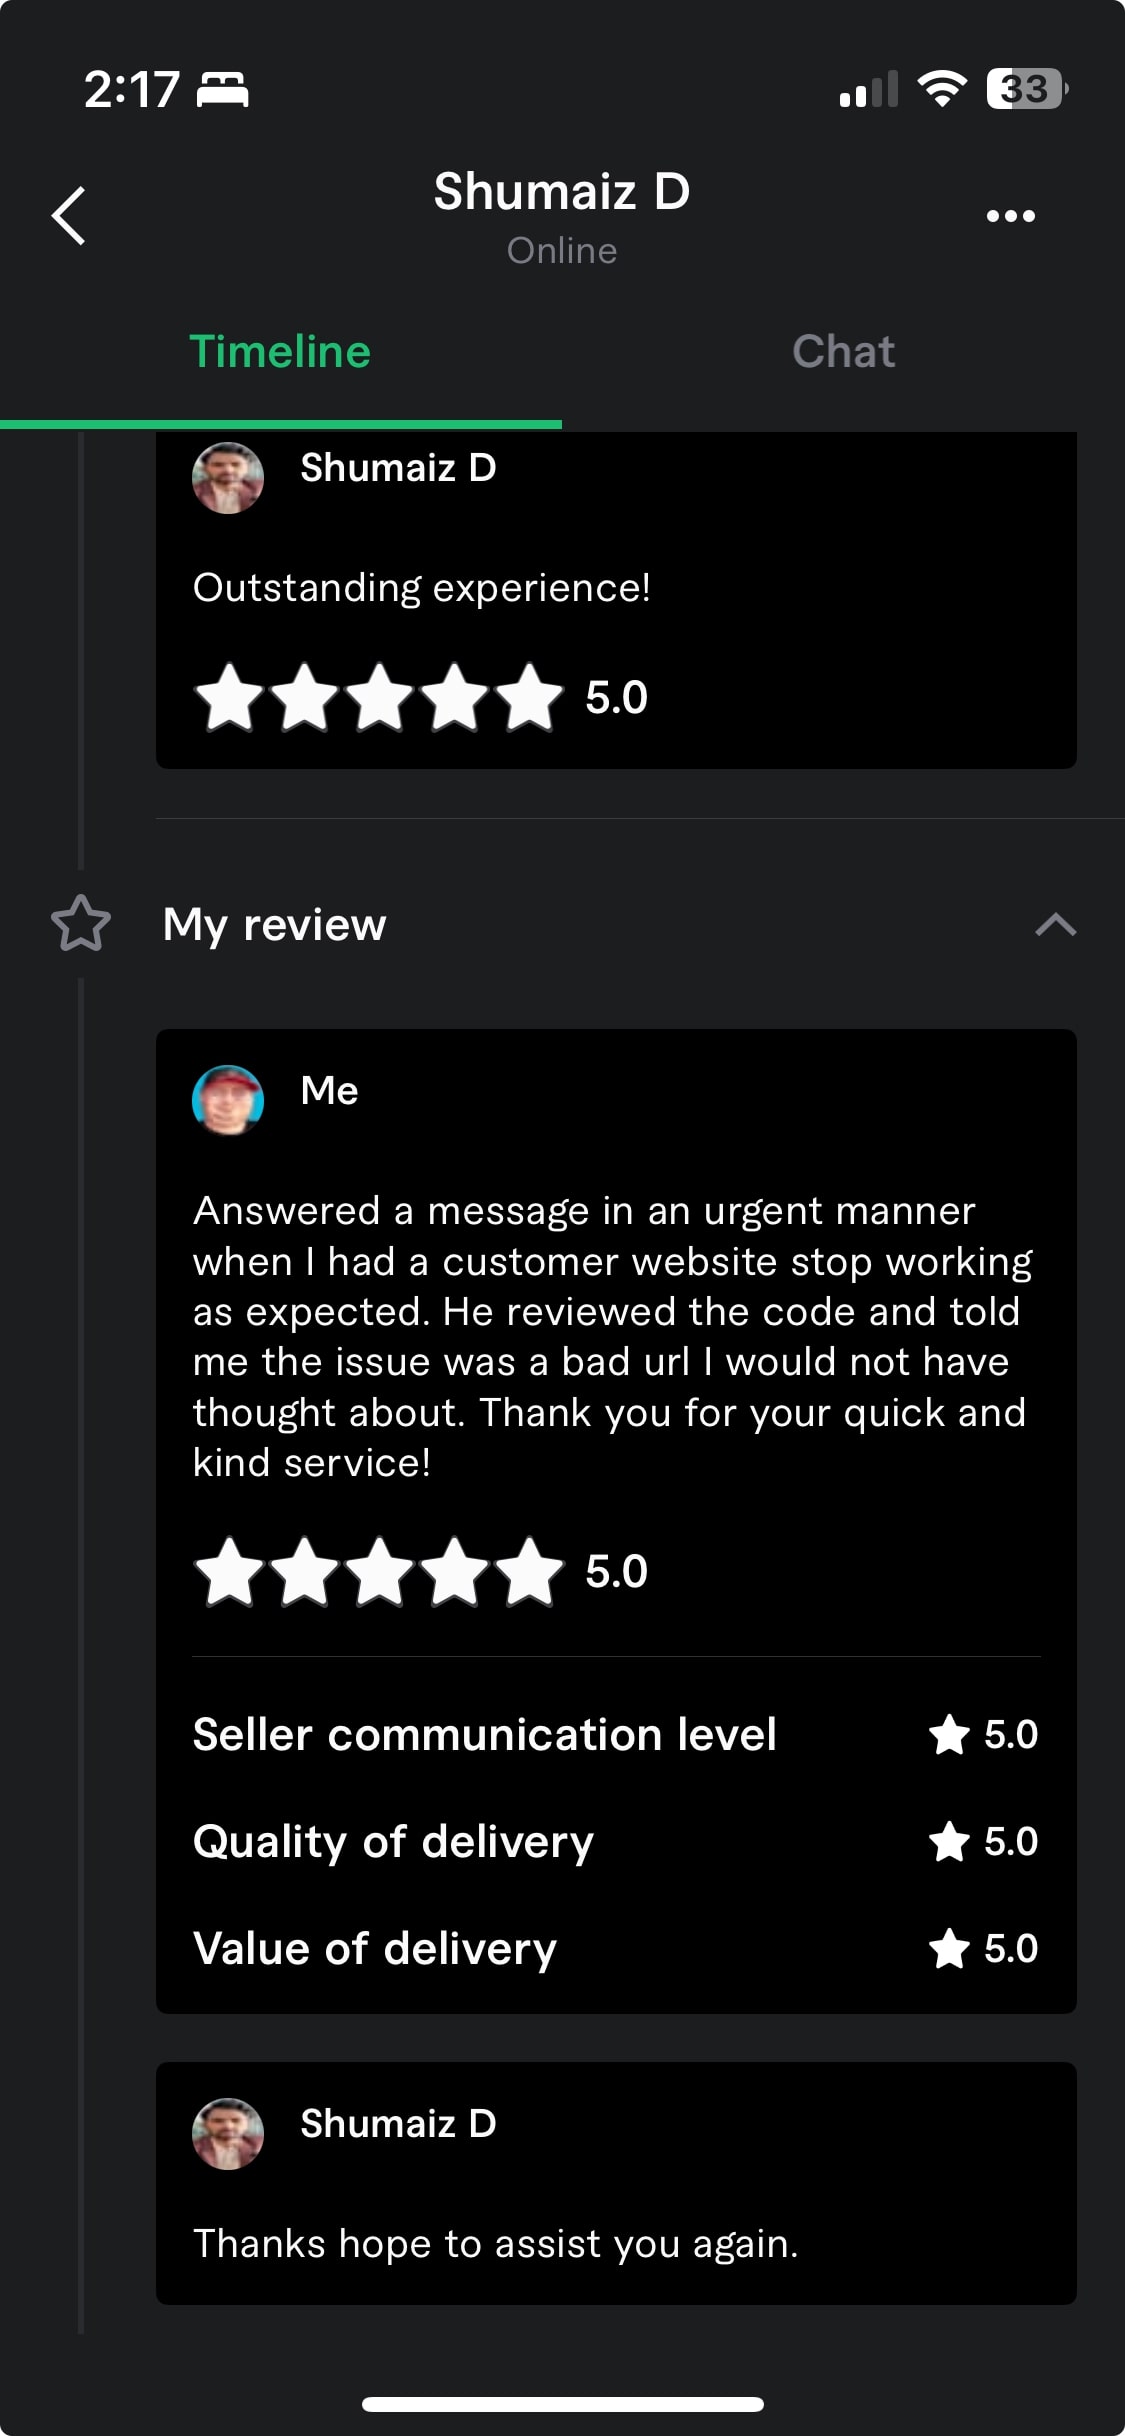 2:17
33
Shumaiz D
Online
Timeline
Chat
Shumaiz D
Outstanding experience!
5.0
My review
Me
Answered a message in an urgent manner
when I had a customer website stop working
as expected. He reviewed the code and told
me the issue was a bad url I would not have
thought about. Thank you for your quick and
kind service!
5.0
Seller communication level 5.0
Quality of delivery 5.0
Value of delivery 5.0
Shumaiz D
Thanks hope to assist you again.